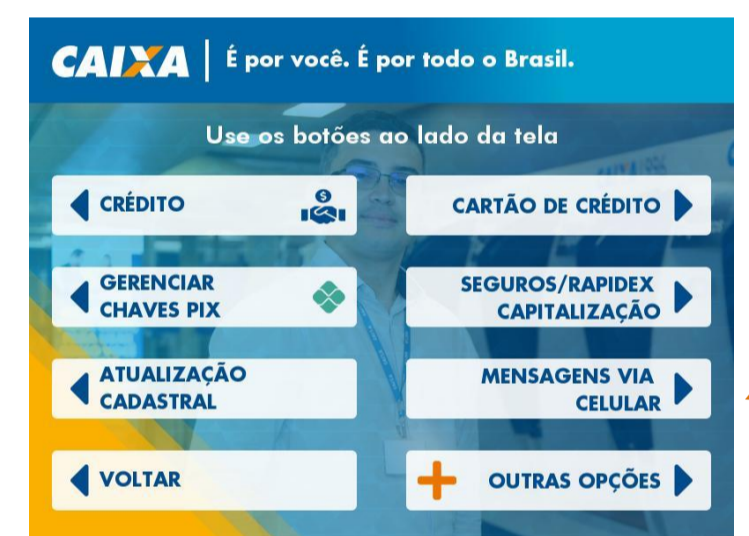 CAIXA
É por você. É por todo o Brasil.
Use os botões ao lado da tela
CRÉDITO
CARTÃO DE CRÉDITO
GERENCIAR
CHAVES PIX
SEGUROS/RAPIDEX
CAPITALIZAÇÃO
ATUALIZAÇÃO
CADASTRAL
MENSAGENS VIA
CELULAR
VOLTAR
OUTRAS OPÇÕES